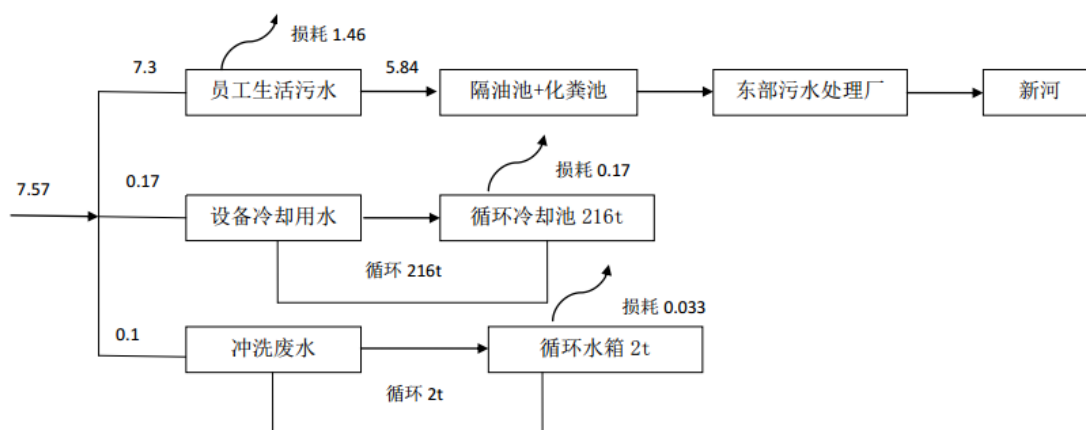 损耗 1.46
7.3
员工生活污水
5.84
隔油池+化粪池
东部污水处理厂
新河
7.57
0.17
设备冷却用水
损耗 0.17
循环冷却池 216t
循环 216t
0.1
冲洗废水
损耗 0.033
循环水箱 2t
循环 2t